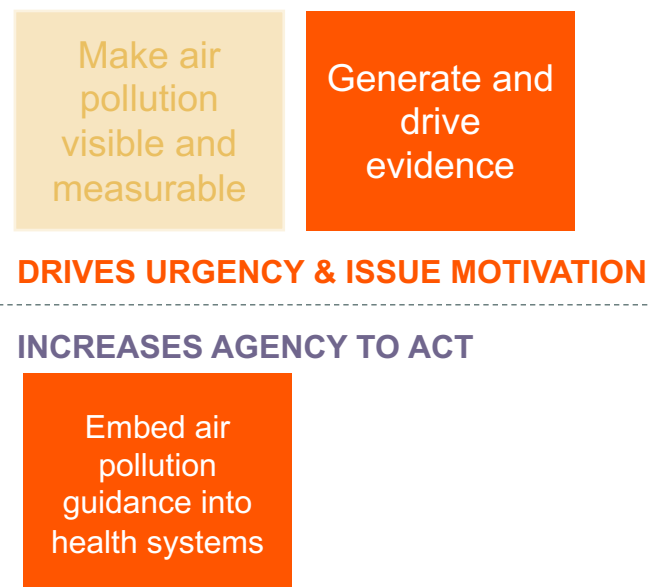 Make air
pollution
visible and
measurable
Generate and
drive
evidence
DRIVES URGENCY & ISSUE MOTIVATION
INCREASES AGENCY TO ACT
Embed air
pollution
guidance into
health systems